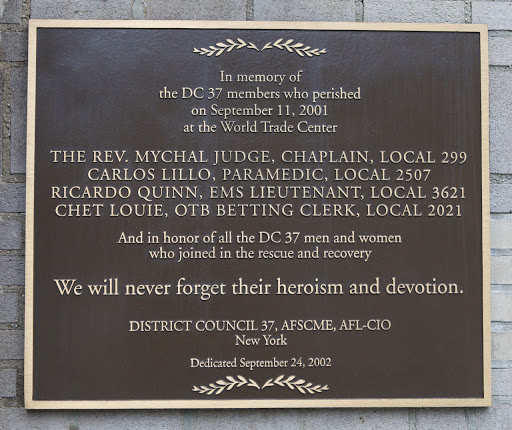 In memory of
the DC 37 members who perished
on September 11, 2001
at the World Trade Center
THE REV. MYCHAL JUDGE, CHAPLAIN, LOCAL 299
CARLOS LILLO, PARAMEDIC, LOCAL 2507
RICARDO QUINN, EMS LIEUTENANT, LOCAL 3621
CHET LOUIE, OTB BETTING CLERK, LOCAL 2021
And in honor of all the DC 37 men and women
who joined in the rescue and recovery
We will never forget their heroism and devotion.
DISTRICT COUNCIL 37, AFSCME, AFL-CIO
New York
Dedicated September 24, 2002